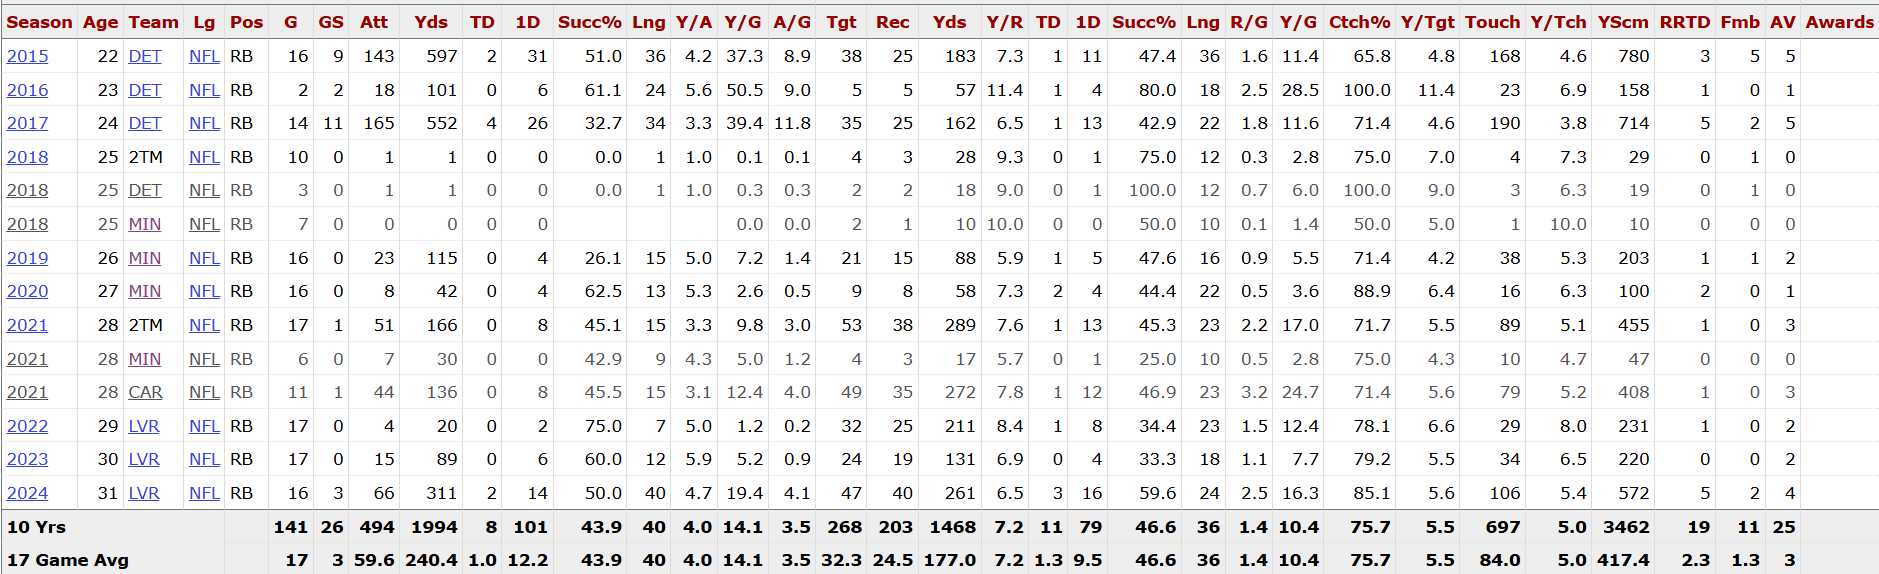 Season Age Team Lg Pos G GS Att Yds TD 1D Succ% Lng Y/A Y/G A/G Tgt Rec Yds Y/R TD 1D Succ% Lng R/G Y/G Ctch% Y/Tgt Touch Y/Tch YScm RRTD Fmb AV Awards
2015 22 DET NFL RB 16 9 143 597 2 31 51.0 36 4.2 37.3 8.9 38 25 183 7.3 1 11 47.4 36 1.6 11.4 65.8 4.8 168 4.6 780 3 5 5
2016 23 DET NFL RB 2 2 18 101 0 6 61.1 24 5.6 50.5 9.0 5 5 57 11.4 1 4 80.0 18 2.5 28.5 100.0 11.4 23 6.9 158 1 0 1
2017 24 DET NFL RB 14 11 165 552 4 26 32.7 34 3.3 39.4 11.8 35 25 162 6.5 1 13 42.9 22 1.8 11.6 71.4 4.6 190 3.8 714 5 2 5
2018 25 2TM NFL RB 10 0 1 1 0 0 0.0 1 1.0 0.1 0.1 4 3 28 9.3 0 1 75.0 12 0.3 2.8 75.0 7.0 4 7.3 29 0 1 0
2018 25 DET NFL RB 3 0 1 1 0 0 0.0 1 1.0 0.3 0.3 2 2 18 9.0 0 1 100.0 12 0.7 6.0 100.0 9.0 3 6.3 19 0 1 0
2018 25 MIN NFL RB 7 0 0 0 0 0 0.0 0.0 2 1 10 10.0 0 0 50.0 10 0.1 1.4 50.0 5.0 1 10.0 10 0 0 0
2019 26 MIN NFL RB 16 0 23 115 0 4 26.1 15 5.0 7.2 1.4 21 15 88 5.9 1 5 47.6 16 0.9 5.5 71.4 4.2 38 5.3 203 1 1 2
2020 27 MIN NFL RB 16 0 8 42 0 4 62.5 13 5.3 2.6 0.5 9 8 58 7.3 2 4 44.4 22 0.5 3.6 88.9 6.4 16 6.3 100 2 0 1
2021 28 2TM NFL RB 17 1 51 166 0 8 45.1 15 3.3 9.8 3.0 53 38 289 7.6 1 13 45.3 23 2.2 17.0 71.7 5.5 89 5.1 455 1 0 3
2021 28 MIN NFL RB 6 0 7 30 0 0 42.9 9 4.3 5.0 1.2 4 3 17 5.7 0 1 25.0 10 0.5 2.8 75.0 4.3 10 4.7 47 0 0 0
2021 28 CAR NFL RB 11 1 44 136 0 8 45.5 15 3.1 12.4 4.0 49 35 272 7.8 1 12 46.9 23 3.2 24.7 71.4 5.6 79 5.2 408 1 0 3
2022 29 LVR NFL RB 17 0 4 20 0 2 75.0 7 5.0 1.2 0.2 32 25 211 8.4 1 8 34.4 23 1.5 12.4 78.1 6.6 29 8.0 231 1 0 2
2023 30 LVR NFL RB 17 0 15 89 0 6 60.0 12 5.9 5.2 0.9 24 19 131 6.9 0 4 33.3 18 1.1 7.7 79.2 5.5 34 6.5 220 0 0 2
2024 31 LVR NFL RB 16 3 66 311 2 14 50.0 40 4.7 19.4 4.1 47 40 261 6.5 3 16 59.6 24 2.5 16.3 85.1 5.6 106 5.4 572 5 2 4
10 Yrs 141 26 494 1994 8 101 43.9 40 4.0 14.1 3.5 268 203 1468 7.2 11 79 46.6 36 1.4 10.4 75.7 5.5 697 5.0 3462 19 11 25
17 Game Avg 17 3 59.6 240.4 1.0 12.2 43.9 40 4.0 14.1 3.5 32.3 24.5 177.0 7.2 1.3 9.5 46.6 36 1.4 10.4 75.7 5.5 84.0 5.0 417.4 2.3 1.3 3